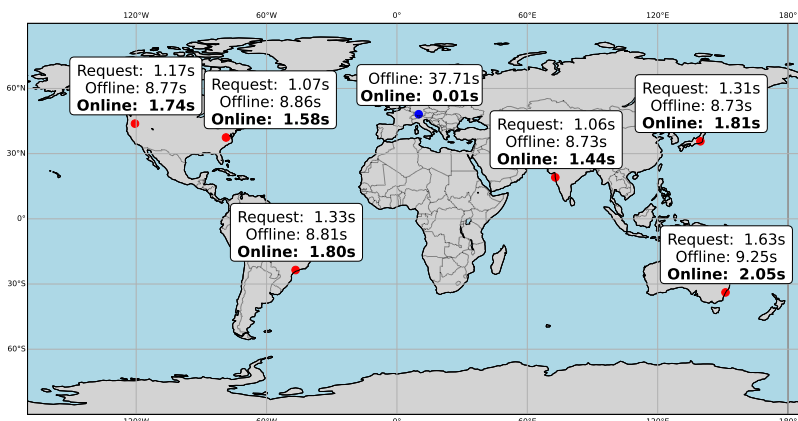 120°W 60°W 0° 60°E 120°E 180°
Request: 1.17s
Offline: 8.77s
Online: 1.74s
Request: 1.07s
Offline: 8.86s
Online: 1.58s
Offline: 37.71s
Online: 0.01s
Request: 1.31s
Offline: 8.73s
Online: 1.81s
Request: 1.06s
Offline: 8.73s
Online: 1.44s
Request: 1.33s
Offline: 8.81s
Online: 1.80s
Request: 1.63s
Offline: 9.25s
Online: 2.05s
60°N
30°N
0°
30°S
60°S
120°W 60°W 0° 60°E 120°E 180°